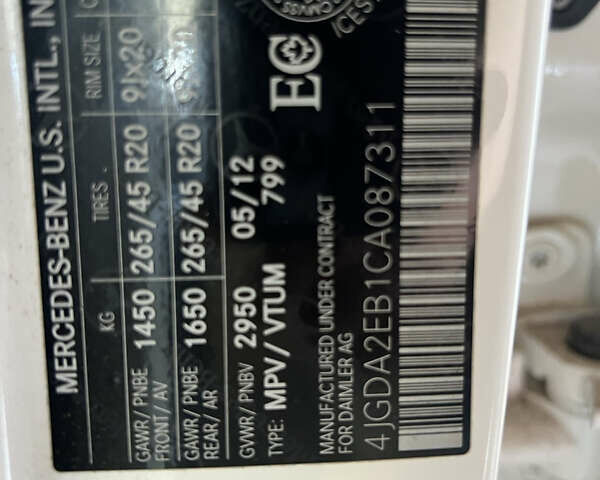 MERCEDES-BENZ U.S. INTL., IN
KG TIRES RIM SIZE C
GAWR/PNBE 1450 265/45 R20 9Jx20
FRONT/AV
GAWR/PNBE 1650 265/45 R20
REAR/AR
GVWR/PNBV 2950 05/12
TYPE: MPV/VTUM 799
EC
MANUFACTURED UNDER CONTRACT
FOR DAIMLER AG
4JGDA2EB1CA087311
CMVSS